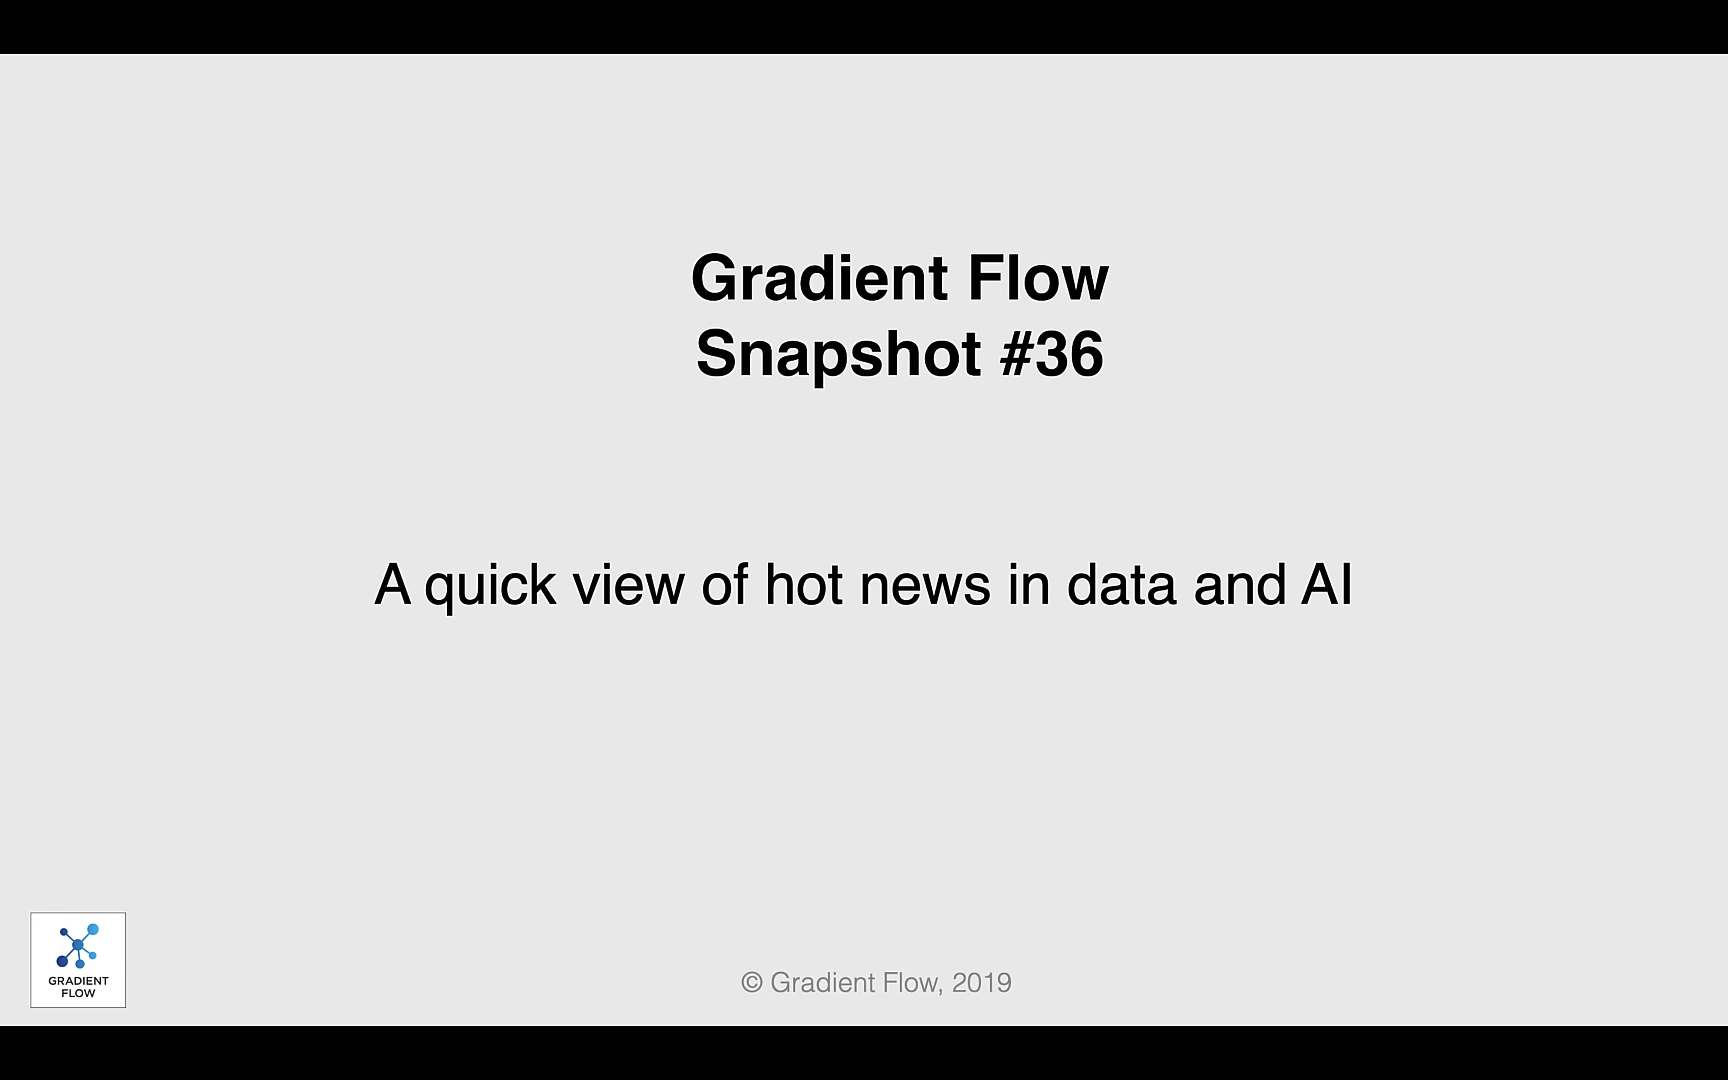 Gradient Flow
Snapshot #36
A quick view of hot news in data and AI
GRADIENT
FLOW
© Gradient Flow, 2019